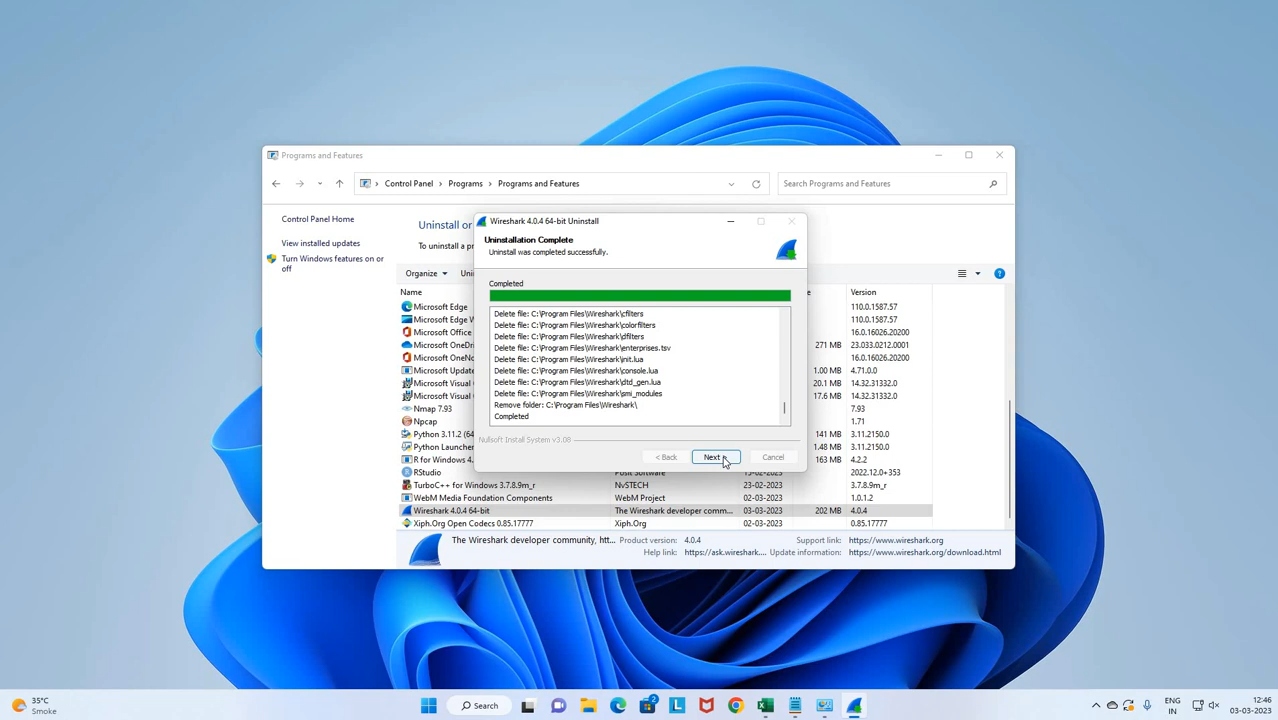 Programs and Features
Control Panel > Programs > Programs and Features
Search Programs and Features
Control Panel Home
View installed updates
Turn Windows features on or off
Uninstall or
To uninstall a pr
Organize
Uni
Wireshark 4.0.4 64-bit Uninstall
Uninstallation Complete
Uninstall was completed successfully.
Completed
Delete file: C:\Program Files\Wireshark\cfilters
Delete file: C:\Program Files\Wireshark\colorfilters
Delete file: C:\Program Files\Wireshark\dfilters
Delete file: C:\Program Files\Wireshark\enterprises.tsv
Delete file: C:\Program Files\Wireshark\init.lua
Delete file: C:\Program Files\Wireshark\console.lua
Delete file: C:\Program Files\Wireshark\dtd_gen.lua
Delete file: C:\Program Files\Wireshark\smi_modules
Remove folder: C:\Program Files\Wireshark\
Completed
Nullsoft Install System v3.08
< Back
Next >
Cancel
Name
e
Version
Microsoft Edge 110.0.1587.57
Microsoft Edge 110.0.1587.57
Microsoft Office 16.0.16026.20200
Microsoft OneDri 271 MB 23.033.0212.0001
Microsoft OneNo 16.0.16026.20200
Microsoft Update 1.00 MB 4.71.0.0
Microsoft Visual C 20.1 MB 14.32.31332.0
Microsoft Visual C 17.6 MB 14.32.31332.0
Nmap 7.93 7.93
Npcap 1.71
Python 3.11.2 (6 141 MB 3.11.2150.0
Python Launcher 1.48 MB 3.11.2150.0
R for Windows 4. 163 MB 4.2.2
RStudio Posit Software 15-02-2023 2022.12.0+353
TurboC++ for Windows 3.7.8.9m_r NvSTECH 23-02-2023 3.7.8.9m_r
WebM Media Foundation Components WebM Project 02-03-2023 1.0.1.2
Wireshark 4.0.4 64-bit The Wireshark developer comm... 03-03-2023 202 MB 4.0.4
Xiph.Org Open Codecs 0.85.17777 Xiph.Org 02-03-2023 0.85.17777
The Wireshark developer community, htt... Product version: 4.0.4 Support link: https://www.wireshark.org
Help link: https://ask.wireshark.... Update information: https://www.wireshark.org/download.html
35°C
Smoke
Search
2
ENG
IN
12:46
03-03-2023